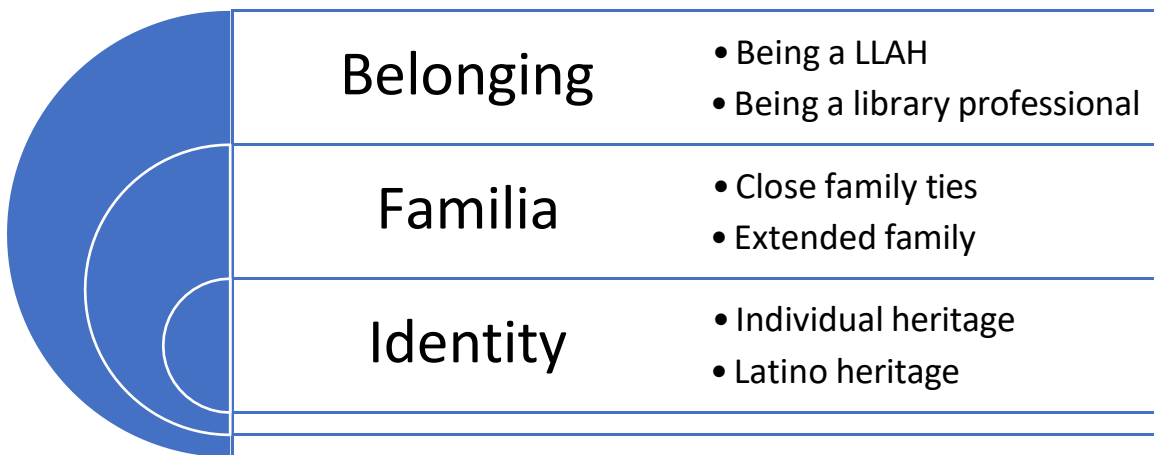 Belonging
• Being a LLAH
• Being a library professional
Familia
• Close family ties
• Extended family
Identity
• Individual heritage
• Latino heritage